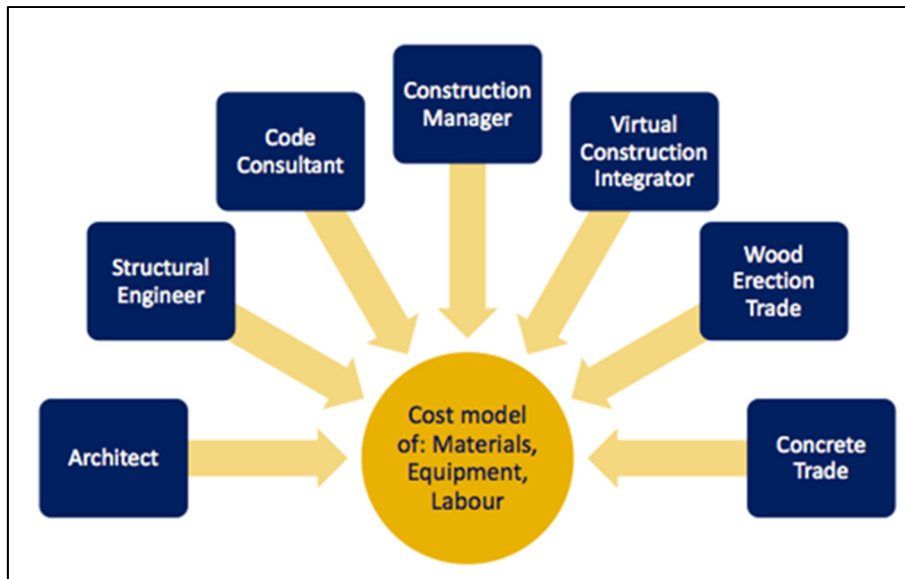 Architect
Structural
Engineer
Code
Consultant
Construction
Manager
Virtual
Construction
Integrator
Wood
Erection
Trade
Concrete
Trade
Cost model
of: Materials,
Equipment,
Labour